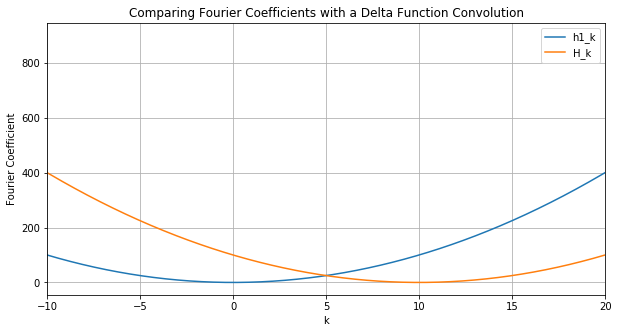 Comparing Fourier Coefficients with a Delta Function Convolution
h1_k
H_k
800
600
400
200
0
Fourier Coefficient
−10
−5
0
5
10
15
20
k